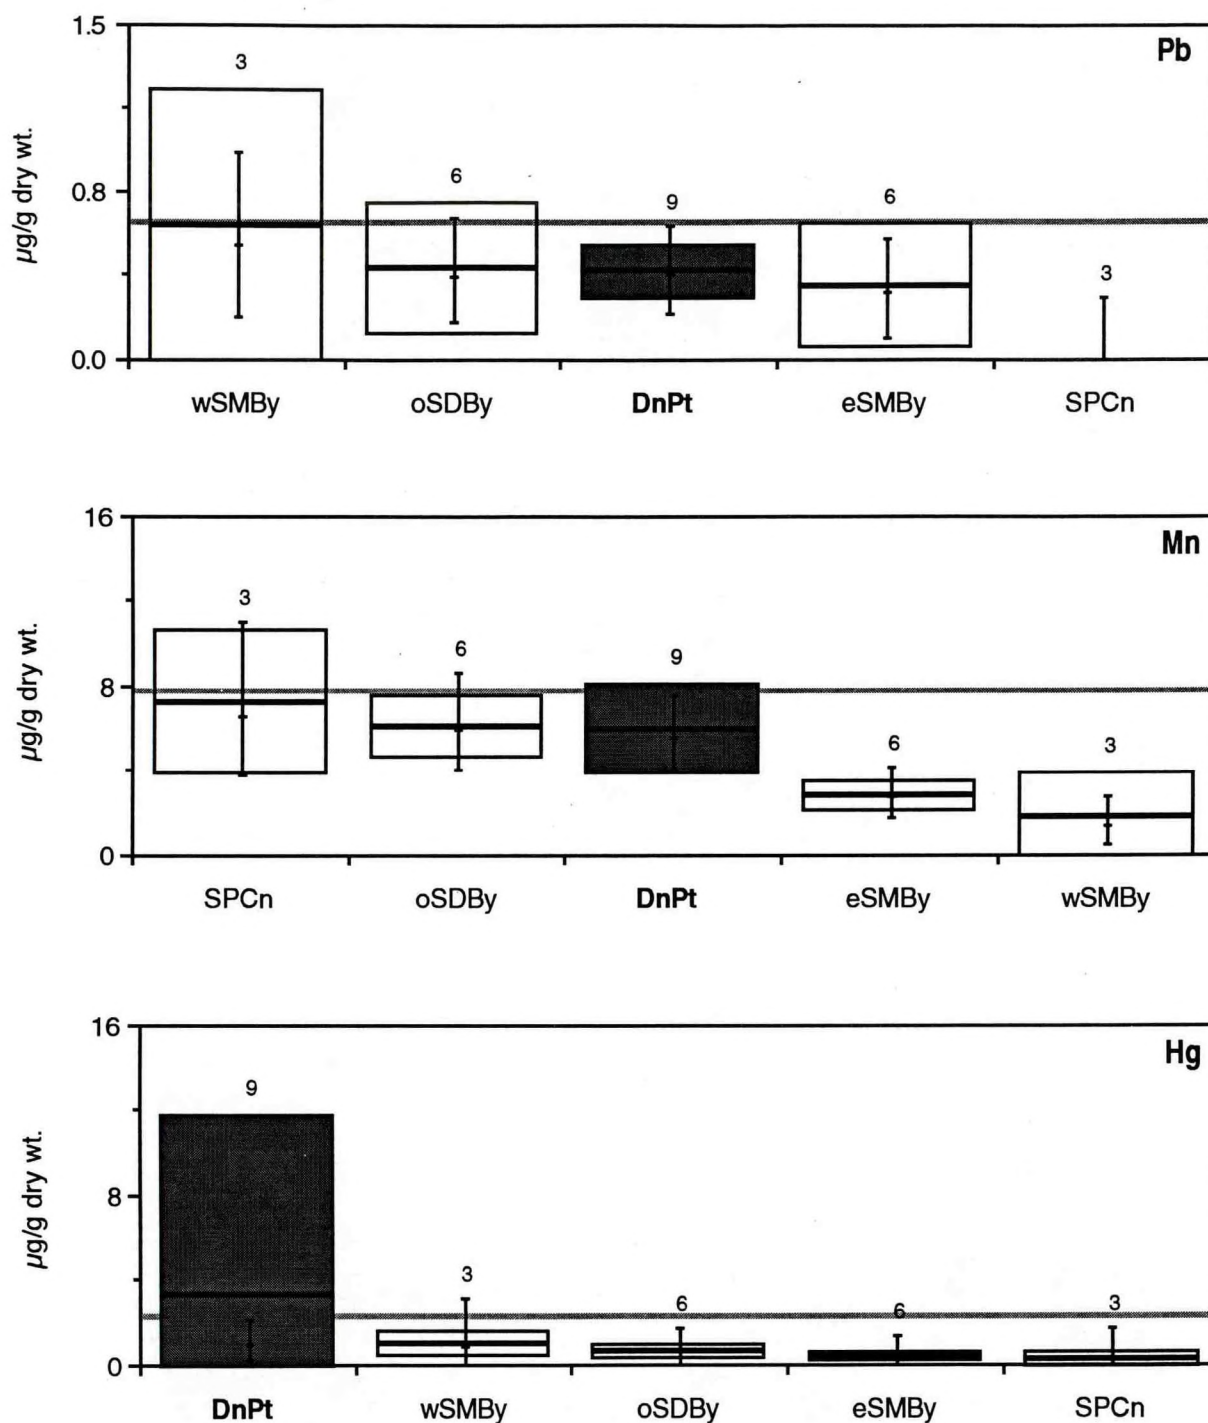 1.5
Pb
3
6
9
6
3
0.8
0.0
µg/g dry wt.
wSMBy oSDBy DnPt eSMBy SPCn
16
Mn
3
6
9
6
3
8
0
µg/g dry wt.
SPCn oSDBy DnPt eSMBy wSMBy
16
Hg
9
3
6
6
3
8
0
µg/g dry wt.
DnPt wSMBy oSDBy eSMBy SPCn